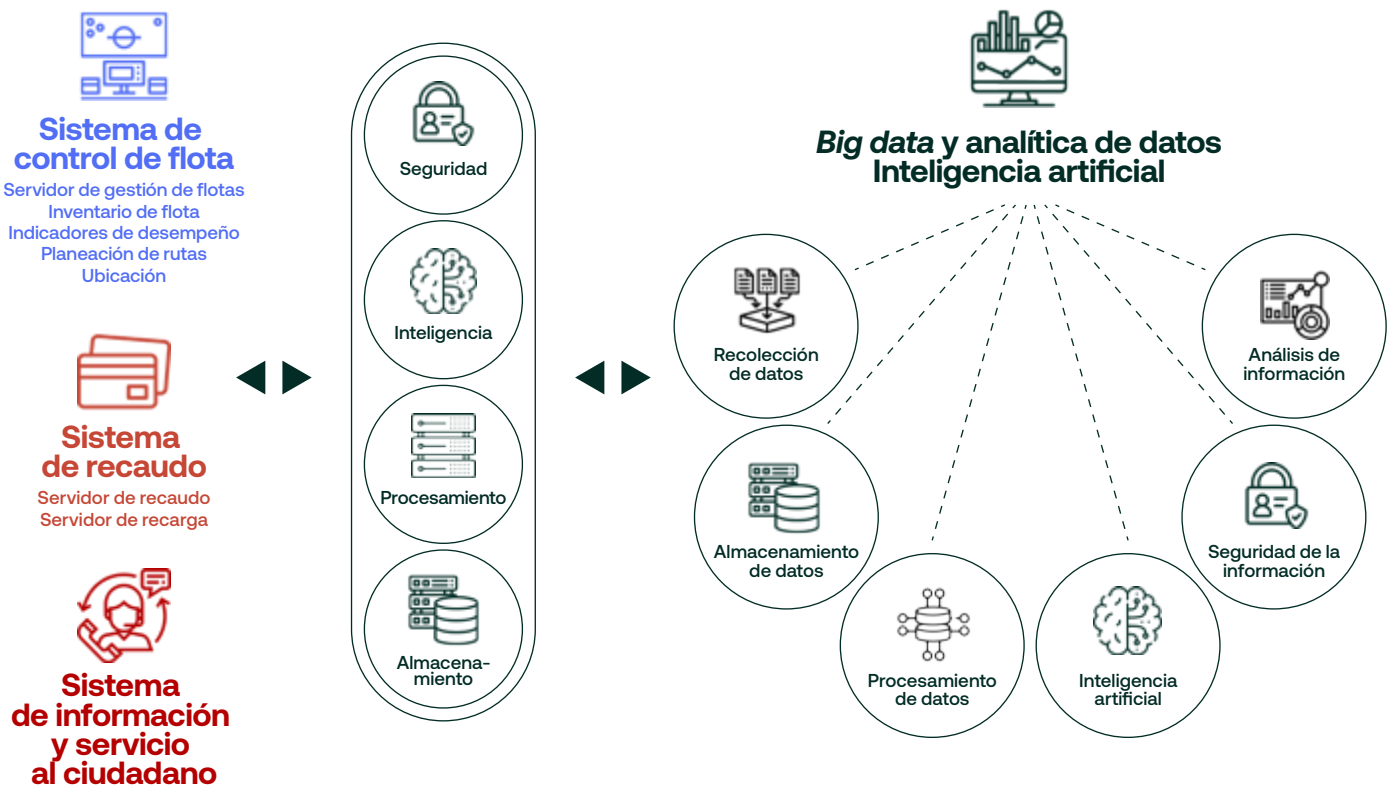 Sistema de
control de flota
Servidor de gestión de flotas
Inventario de flota
Indicadores de desempeño
Planeación de rutas
Ubicación
Sistema
de recaudo
Servidor de recaudo
Servidor de recarga
Sistema
de información
y servicio
al ciudadano
Seguridad
Inteligencia
Procesamiento
Almacena-
miento
Big data y analítica de datos
Inteligencia artificial
Recolección
de datos
Almacenamiento
de datos
Procesamiento
de datos
Inteligencia
artificial
Seguridad de la
información
Análisis de
información